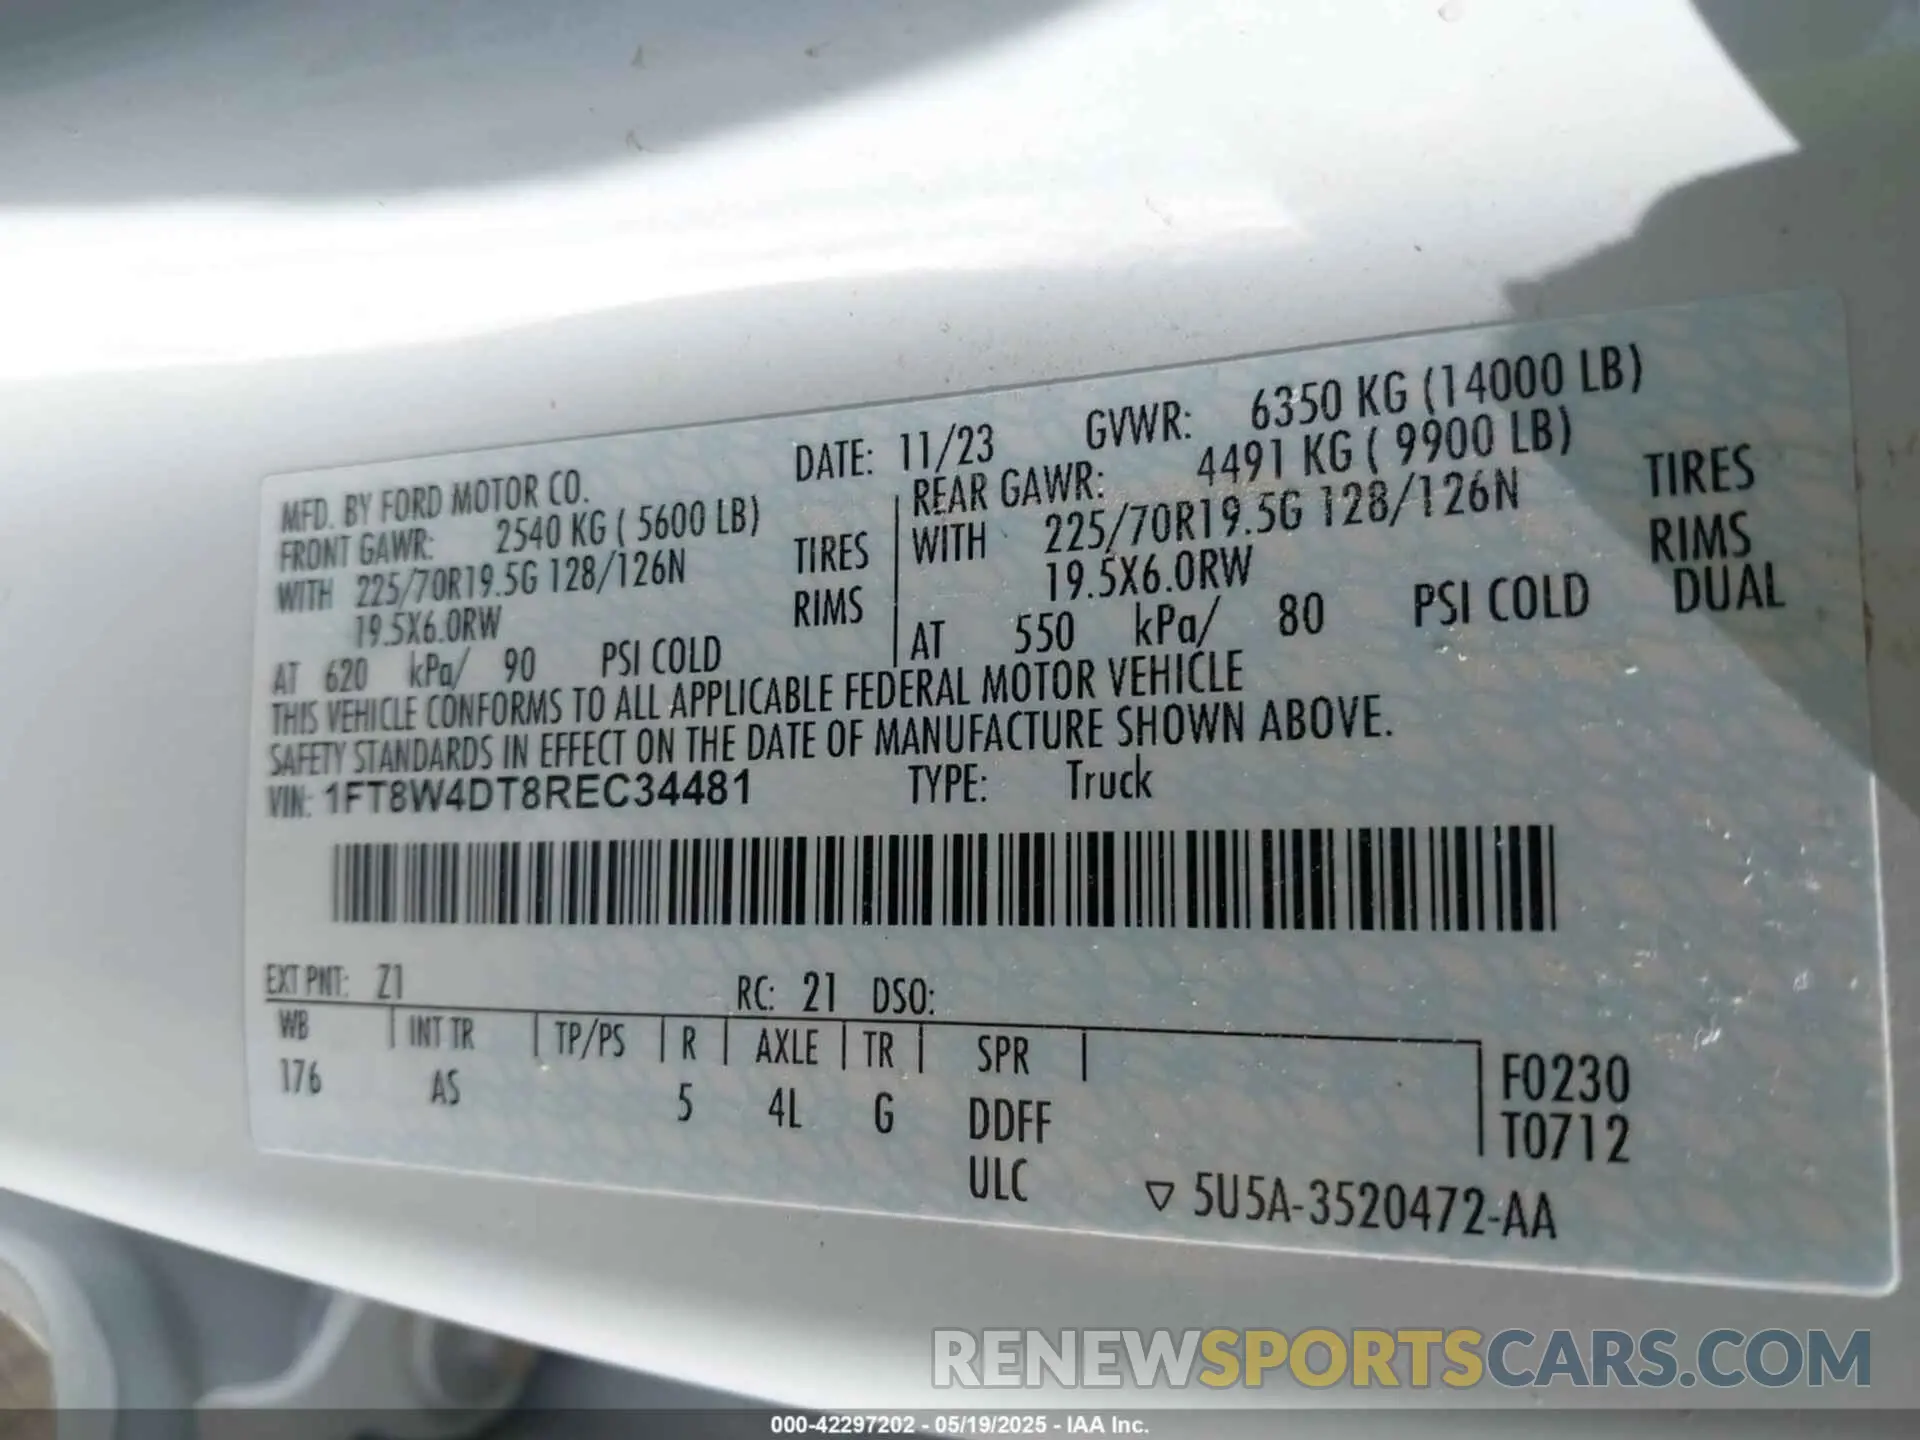 MFD. BY FORD MOTOR CO. DATE: 11/23 GVWR: 6350 KG (14000 LB)
FRONT GAWR: 2540 KG ( 5600 LB) REAR GAWR: 4491 KG ( 9900 LB)
WITH 225/70R19.5G 128/126N TIRES WITH 225/70R19.5G 128/126N TIRES
19.5X6.0RW RIMS 19.5X6.0RW RIMS
AT 620 kPa/ 90 PSI COLD AT 550 kPa/ 80 PSI COLD DUAL
THIS VEHICLE CONFORMS TO ALL APPLICABLE FEDERAL MOTOR VEHICLE
SAFETY STANDARDS IN EFFECT ON THE DATE OF MANUFACTURE SHOWN ABOVE.
VIN: 1FT8W4DT8REC34481 TYPE: Truck
EXT PNT: Z1 RC: 21 DSO:
WB INT TR TP/PS R AXLE TR SPR
176 AS 5 4L G DDFF
ULC
F0230
T0712
▽ 5U5A-3520472-AA
RENEWSPORTSCARS.COM
000-42297202 - 05/19/2025 - IAA Inc.